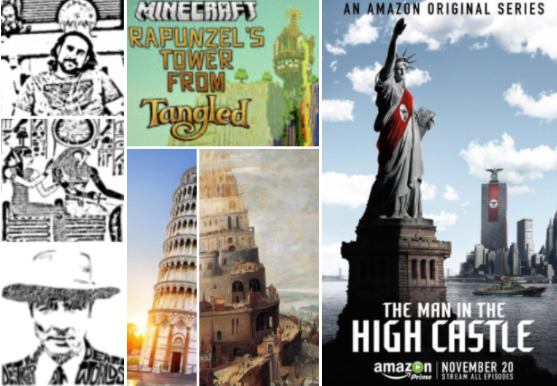 MINECRAFT
RAPUNZEL'S
TOWER
FROM
Tangled
AN AMAZON ORIGINAL SERIES
THE MAN IN THE
HIGH CASTLE
amazon
Prime
NOVEMBER 20
STREAM ALL EPISODES
WORLDS